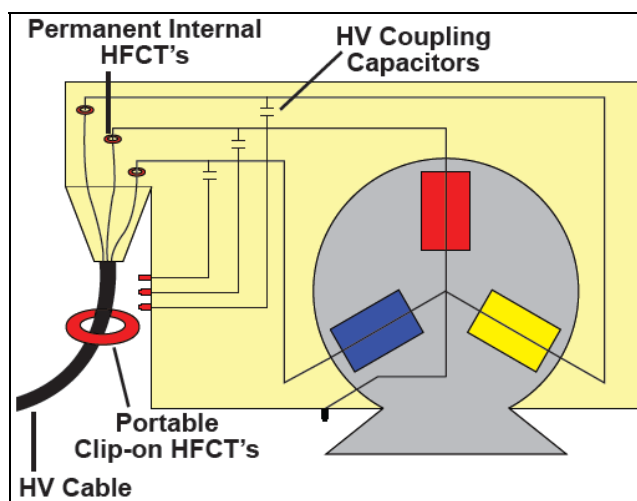 Permanent Internal
HFCT's
HV Coupling
Capacitors
Portable
Clip-on HFCT's
HV Cable